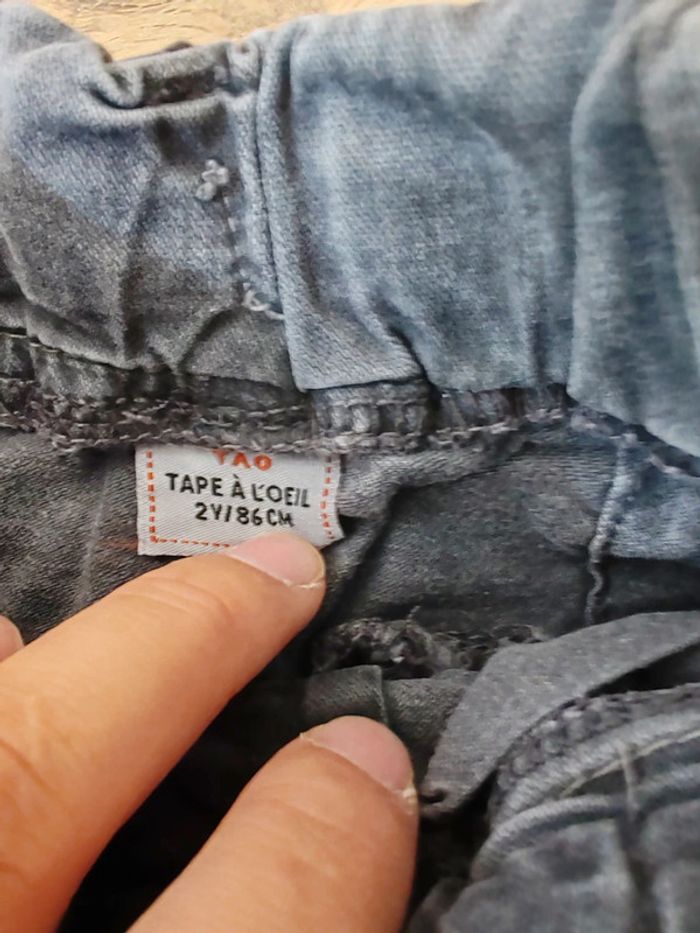 TAO
TAPE À L'OEIL
2Y/86CM